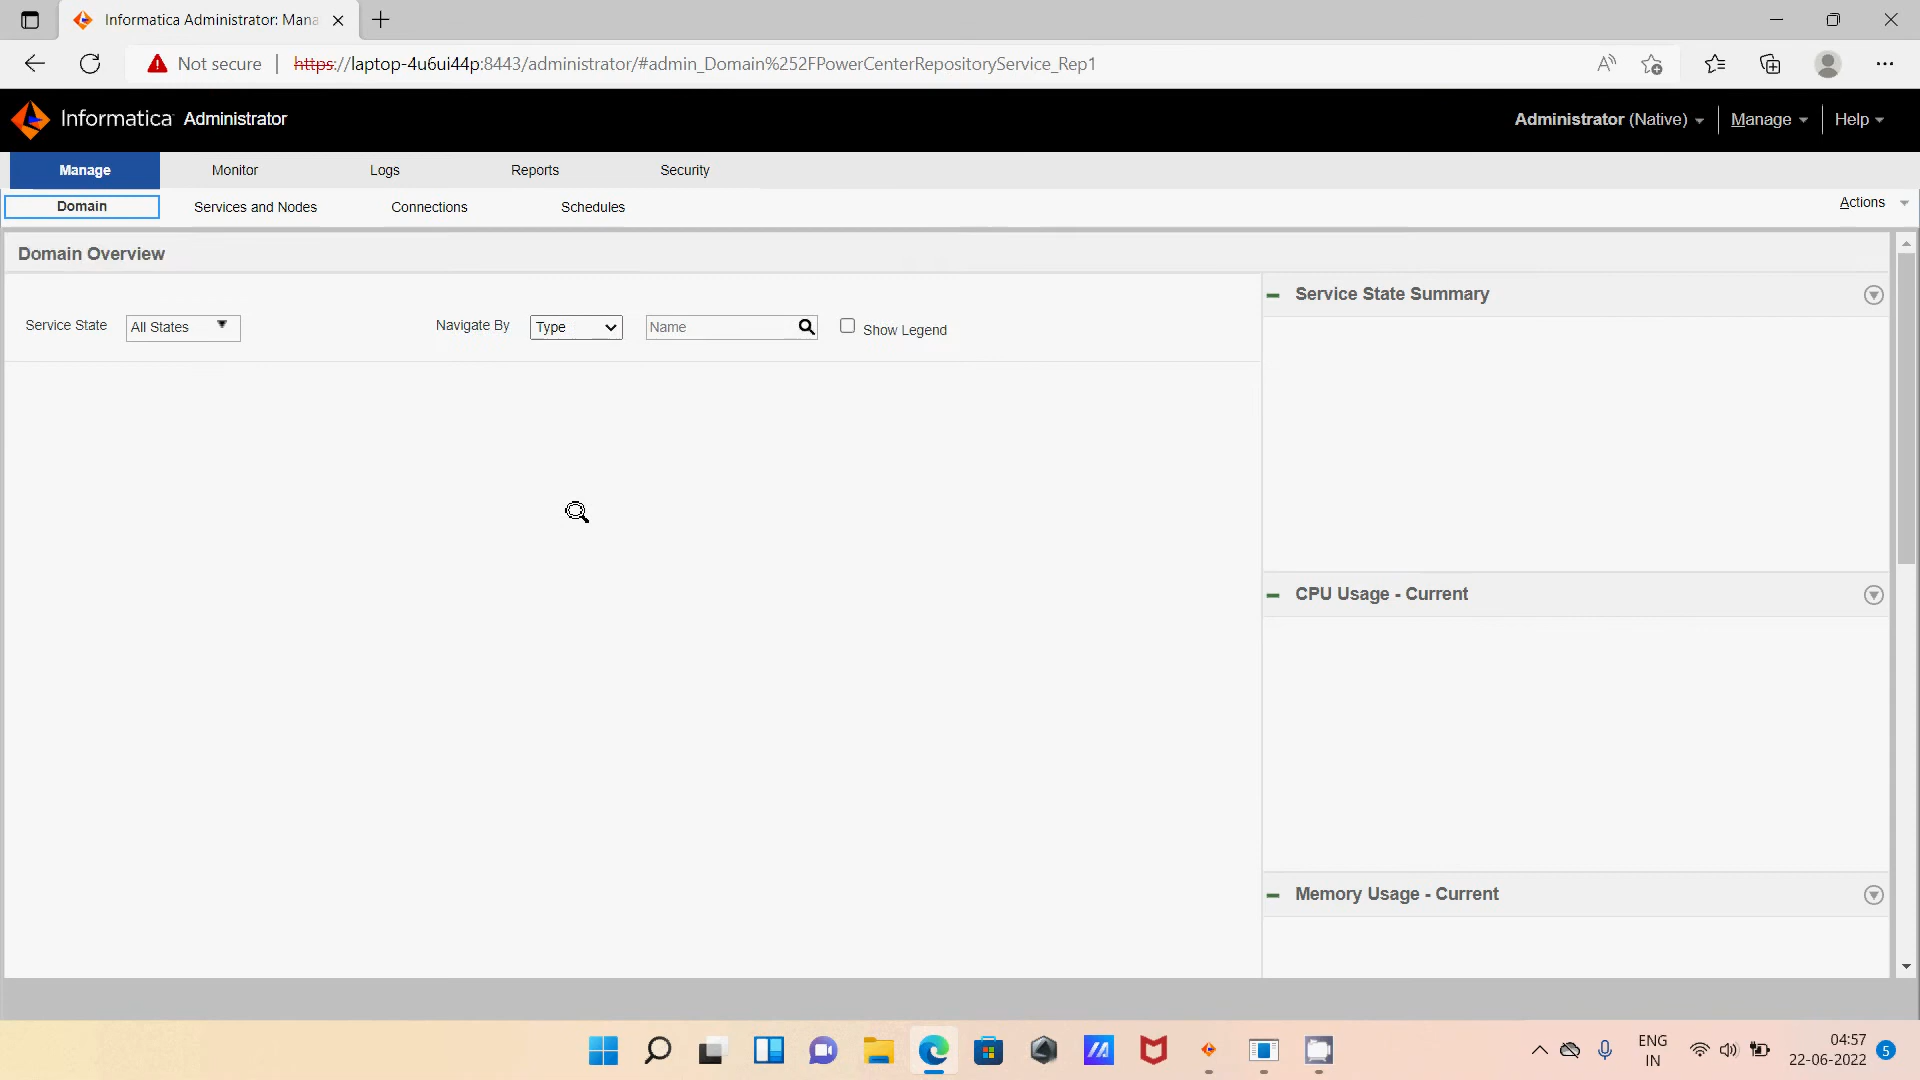 Informatica Administrator: Mana
Not secure
https://laptop-4u6ui44p:8443/administrator/#admin_Domain%252FPowerCenterRepositoryService_Rep1
Informatica Administrator
Administrator (Native)
Manage
Help
Manage
Monitor
Logs
Reports
Security
Domain
Services and Nodes
Connections
Schedules
Actions
Domain Overview
Service State
All States
Navigate By
Type
Name
Show Legend
Service State Summary
CPU Usage - Current
Memory Usage - Current
ENG
IN
04:57
22-06-2022
5